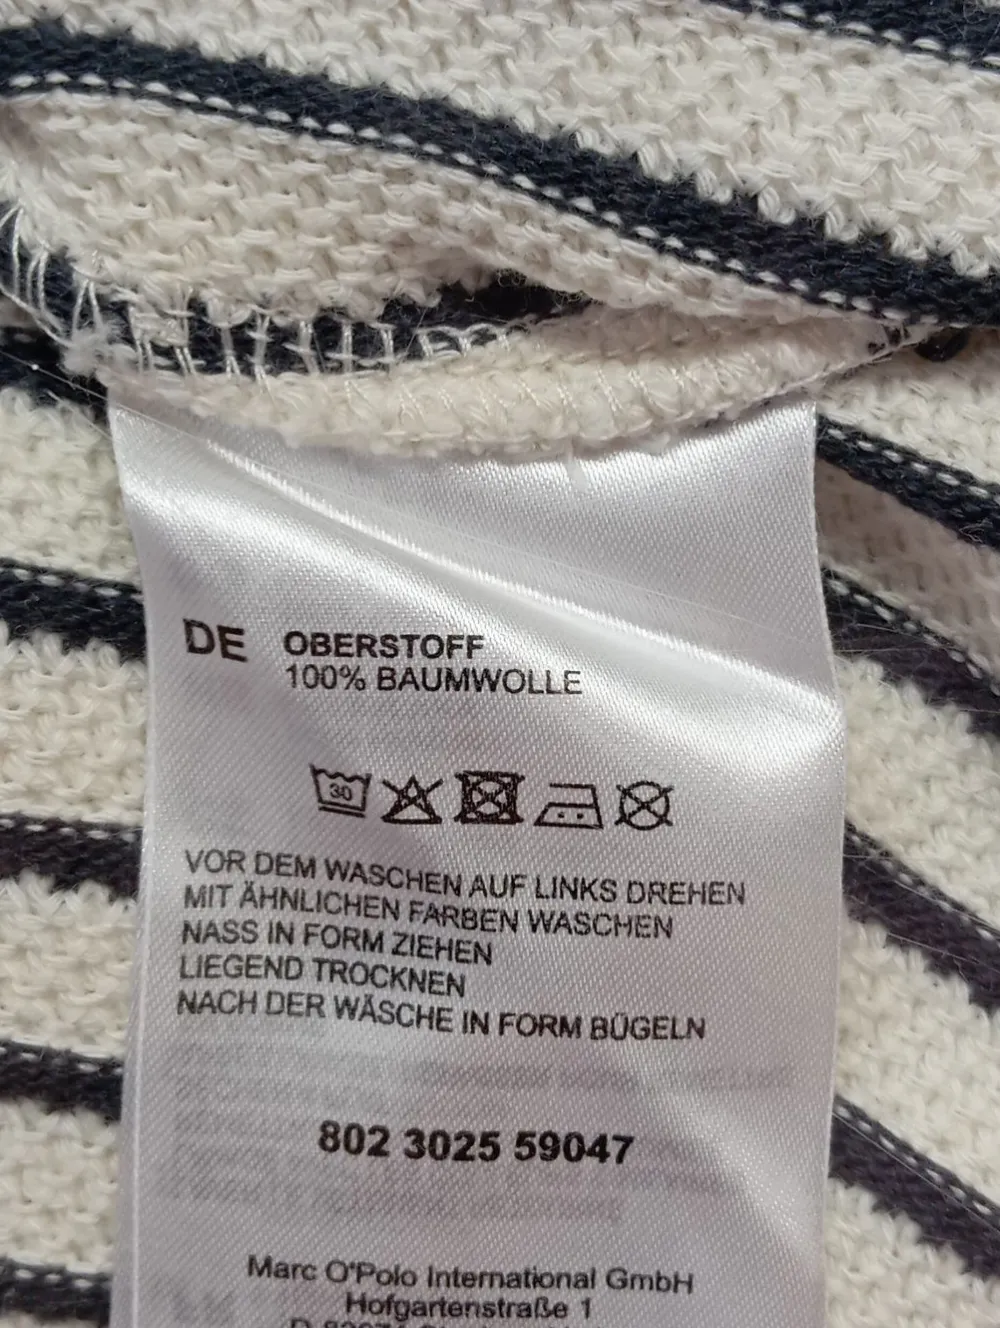 DE OBERSTOFF
100% BAUMWOLLE
30
VOR DEM WASCHEN AUF LINKS DREHEN
MIT ÄHNLICHEN FARBEN WASCHEN
NASS IN FORM ZIEHEN
LIEGEND TROCKNEN
NACH DER WÄSCHE IN FORM BÜGELN
802 3025 59047
Marc O'Polo International GmbH
Hofgartenstraße 1